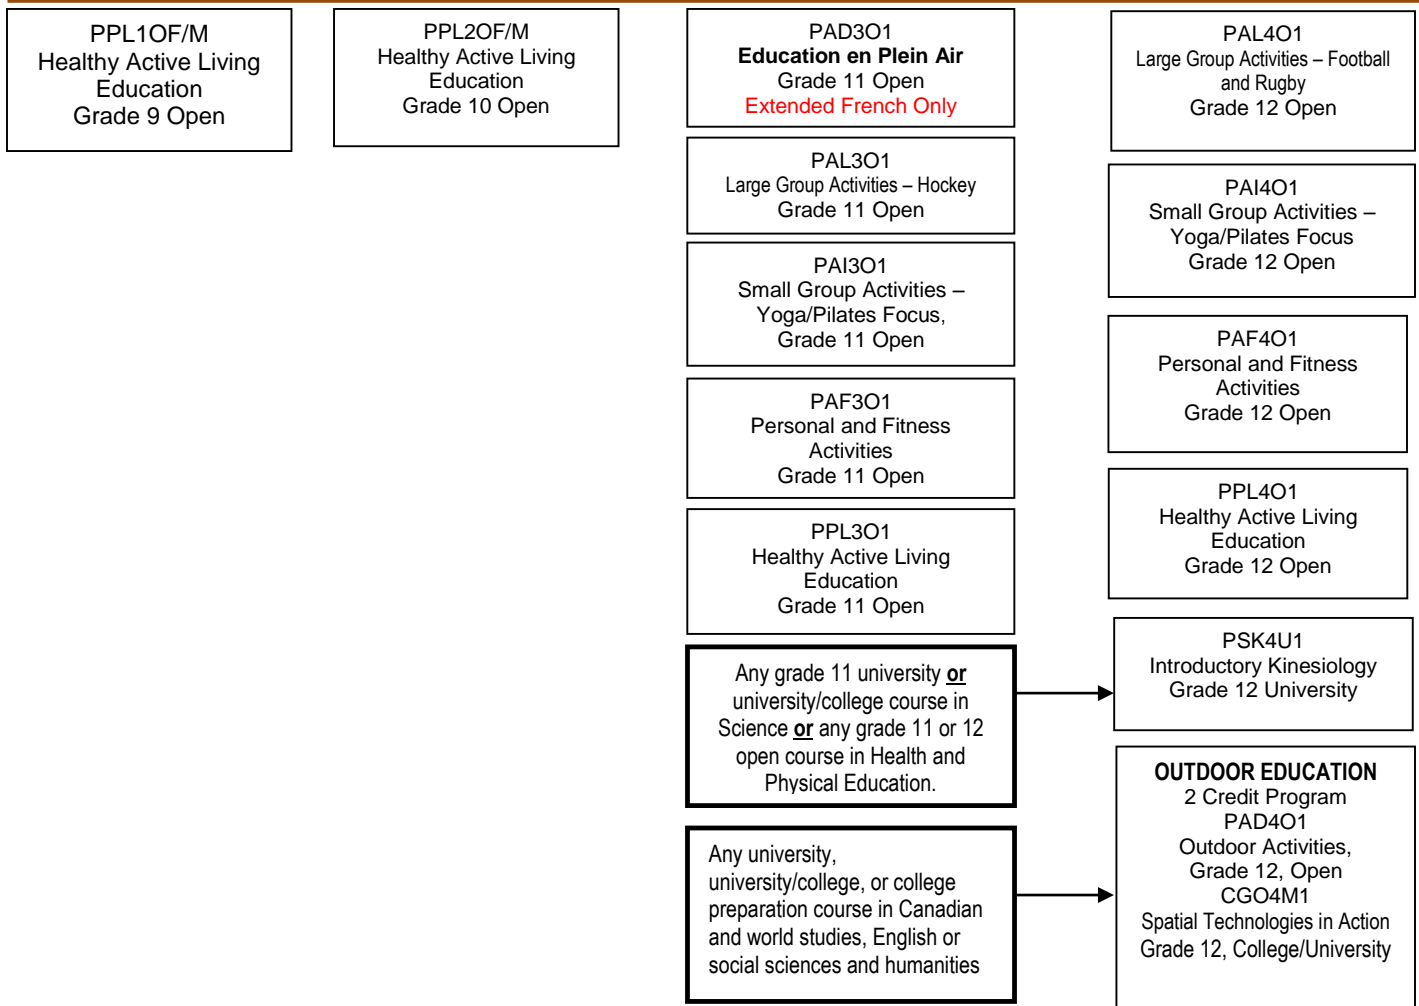 PPL1OF/M
Healthy Active Living
Education
Grade 9 Open
PPL2OF/M
Healthy Active Living
Education
Grade 10 Open
PAD3O1
Education en Plein Air
Grade 11 Open
Extended French Only
PAL3O1
Large Group Activities – Hockey
Grade 11 Open
PAI3O1
Small Group Activities –
Yoga/Pilates Focus,
Grade 11 Open
PAF3O1
Personal and Fitness
Activities
Grade 11 Open
PPL3O1
Healthy Active Living
Education
Grade 11 Open
Any grade 11 university or
university/college course in
Science or any grade 11 or 12
open course in Health and
Physical Education.
Any university,
university/college, or college
preparation course in Canadian
and world studies, English or
social sciences and humanities
PAL4O1
Large Group Activities – Football
and Rugby
Grade 12 Open
PAI4O1
Small Group Activities –
Yoga/Pilates Focus
Grade 12 Open
PAF4O1
Personal and Fitness
Activities
Grade 12 Open
PPL4O1
Healthy Active Living
Education
Grade 12 Open
PSK4U1
Introductory Kinesiology
Grade 12 University
OUTDOOR EDUCATION
2 Credit Program
PAD4O1
Outdoor Activities,
Grade 12, Open
CGO4M1
Spatial Technologies in Action
Grade 12, College/University